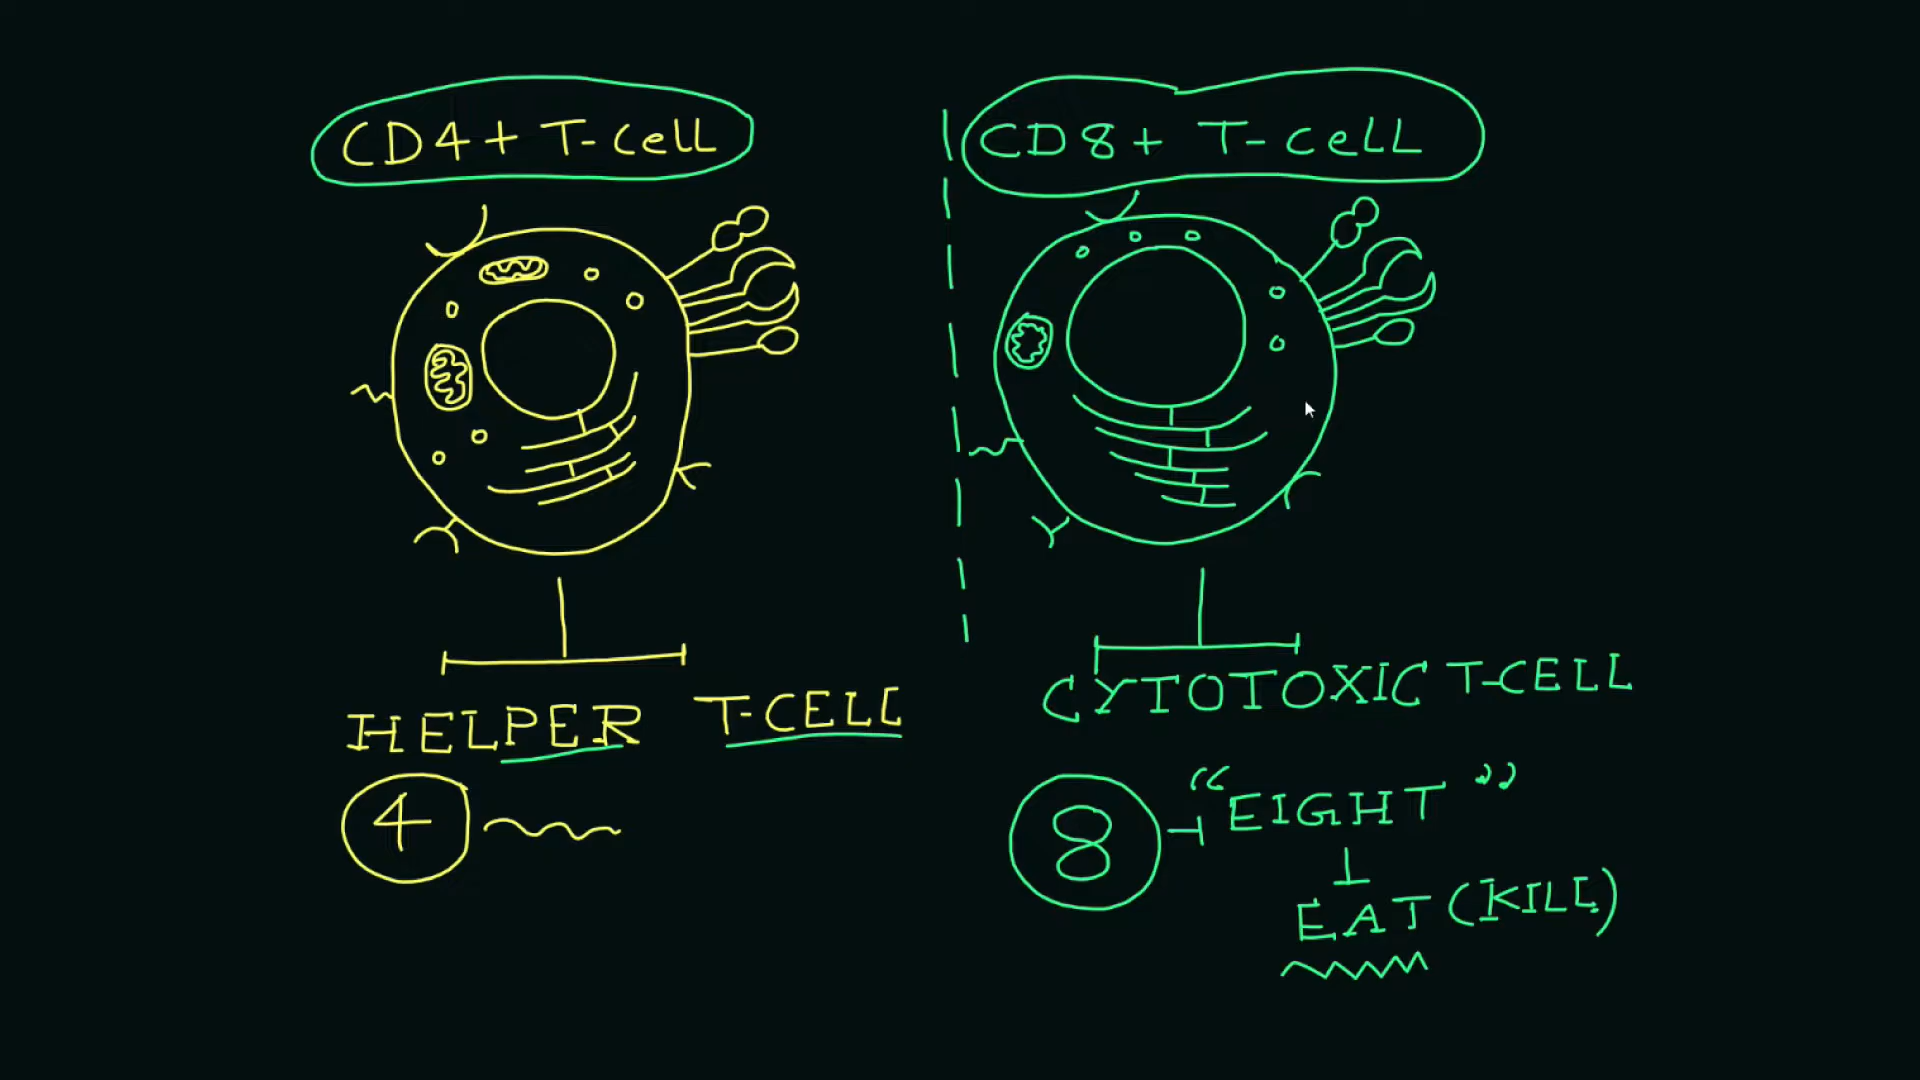 CD4+ T-Cell
CD8+ T-CeLL
HELPER T-CELL
CYTOTOXIC T-CELL
4
8
"EIGHT"
EAT (KILL)